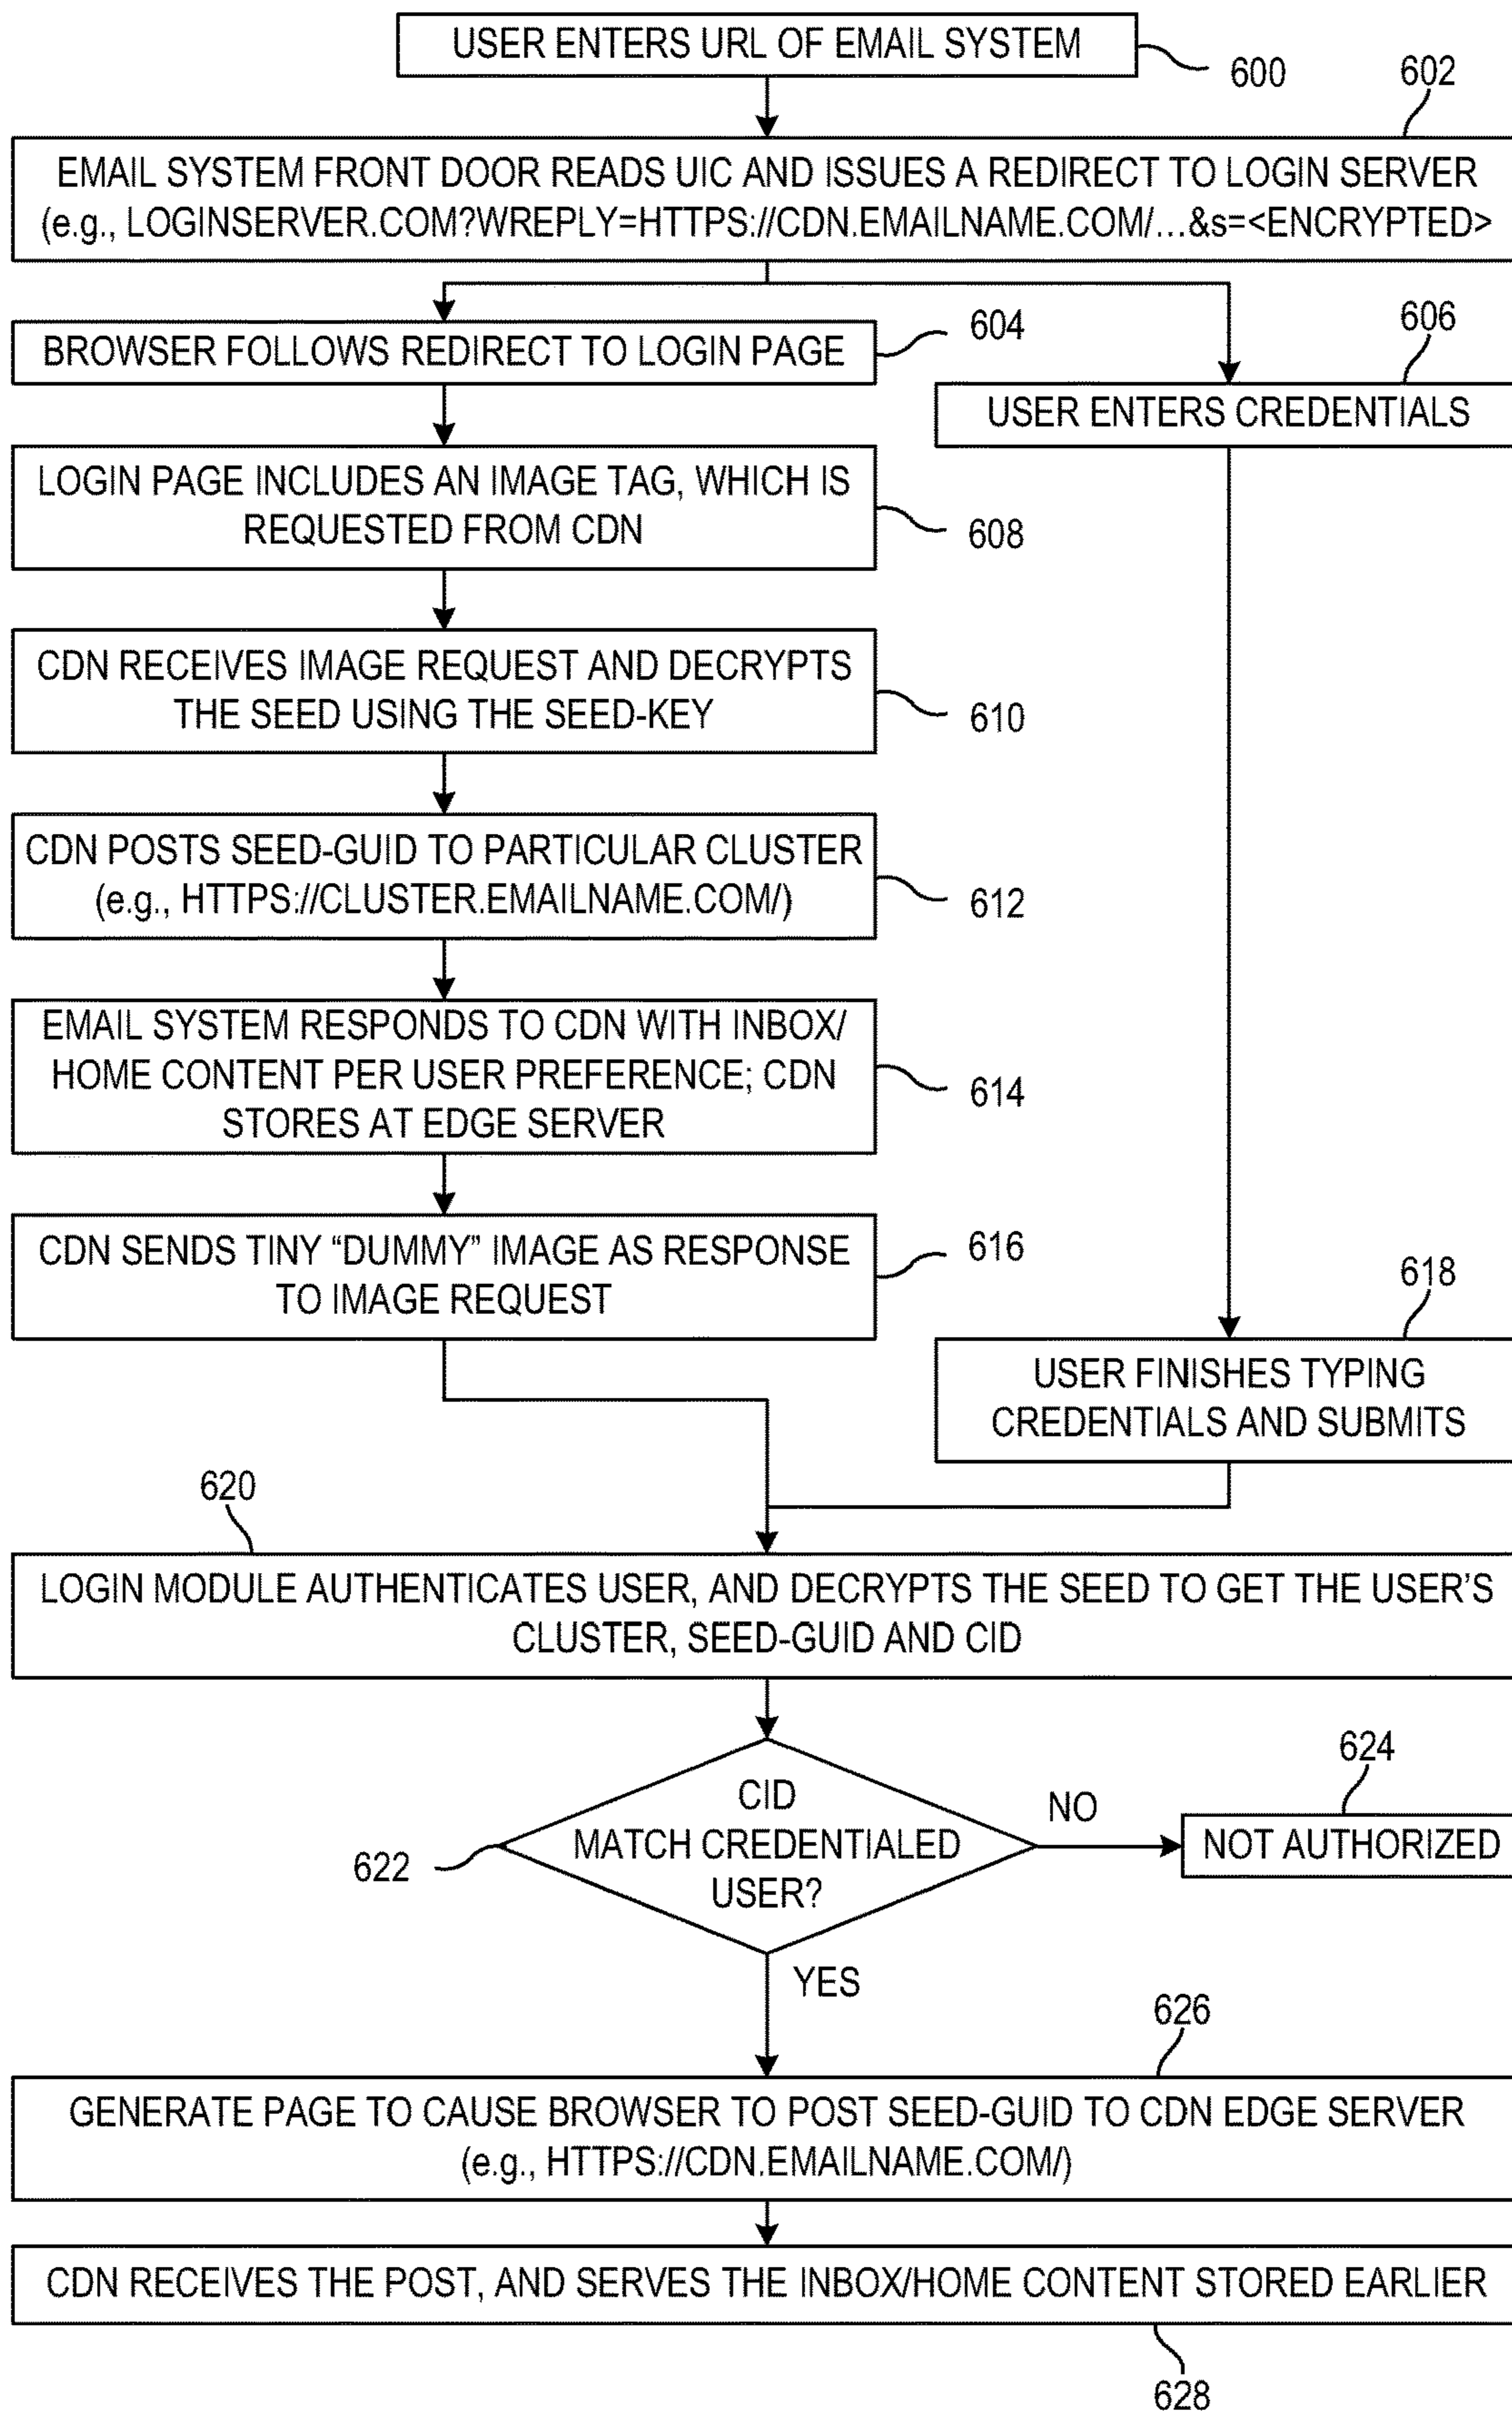 USER ENTERS URL OF EMAIL SYSTEM
600
602
EMAIL SYSTEM FRONT DOOR READS UIC AND ISSUES A REDIRECT TO LOGIN SERVER
(e.g., LOGINSERVER.COM?WREPLY=HTTPS://CDN.EMAILNAME.COM/...&s=<ENCRYPTED>
BROWSER FOLLOWS REDIRECT TO LOGIN PAGE
604
606
USER ENTERS CREDENTIALS
LOGIN PAGE INCLUDES AN IMAGE TAG, WHICH IS
REQUESTED FROM CDN
608
CDN RECEIVES IMAGE REQUEST AND DECRYPTS
THE SEED USING THE SEED-KEY
610
CDN POSTS SEED-GUID TO PARTICULAR CLUSTER
(e.g., HTTPS://CLUSTER.EMAILNAME.COM/)
612
EMAIL SYSTEM RESPONDS TO CDN WITH INBOX/
HOME CONTENT PER USER PREFERENCE; CDN
STORES AT EDGE SERVER
614
CDN SENDS TINY “DUMMY” IMAGE AS RESPONSE
TO IMAGE REQUEST
616
618
USER FINISHES TYPING
CREDENTIALS AND SUBMITS
620
LOGIN MODULE AUTHENTICATES USER, AND DECRYPTS THE SEED TO GET THE USER’S
CLUSTER, SEED-GUID AND CID
CID
MATCH CREDENTIALED
USER?
622
NO
624
NOT AUTHORIZED
YES
626
GENERATE PAGE TO CAUSE BROWSER TO POST SEED-GUID TO CDN EDGE SERVER
(e.g., HTTPS://CDN.EMAILNAME.COM/)
CDN RECEIVES THE POST, AND SERVES THE INBOX/HOME CONTENT STORED EARLIER
628